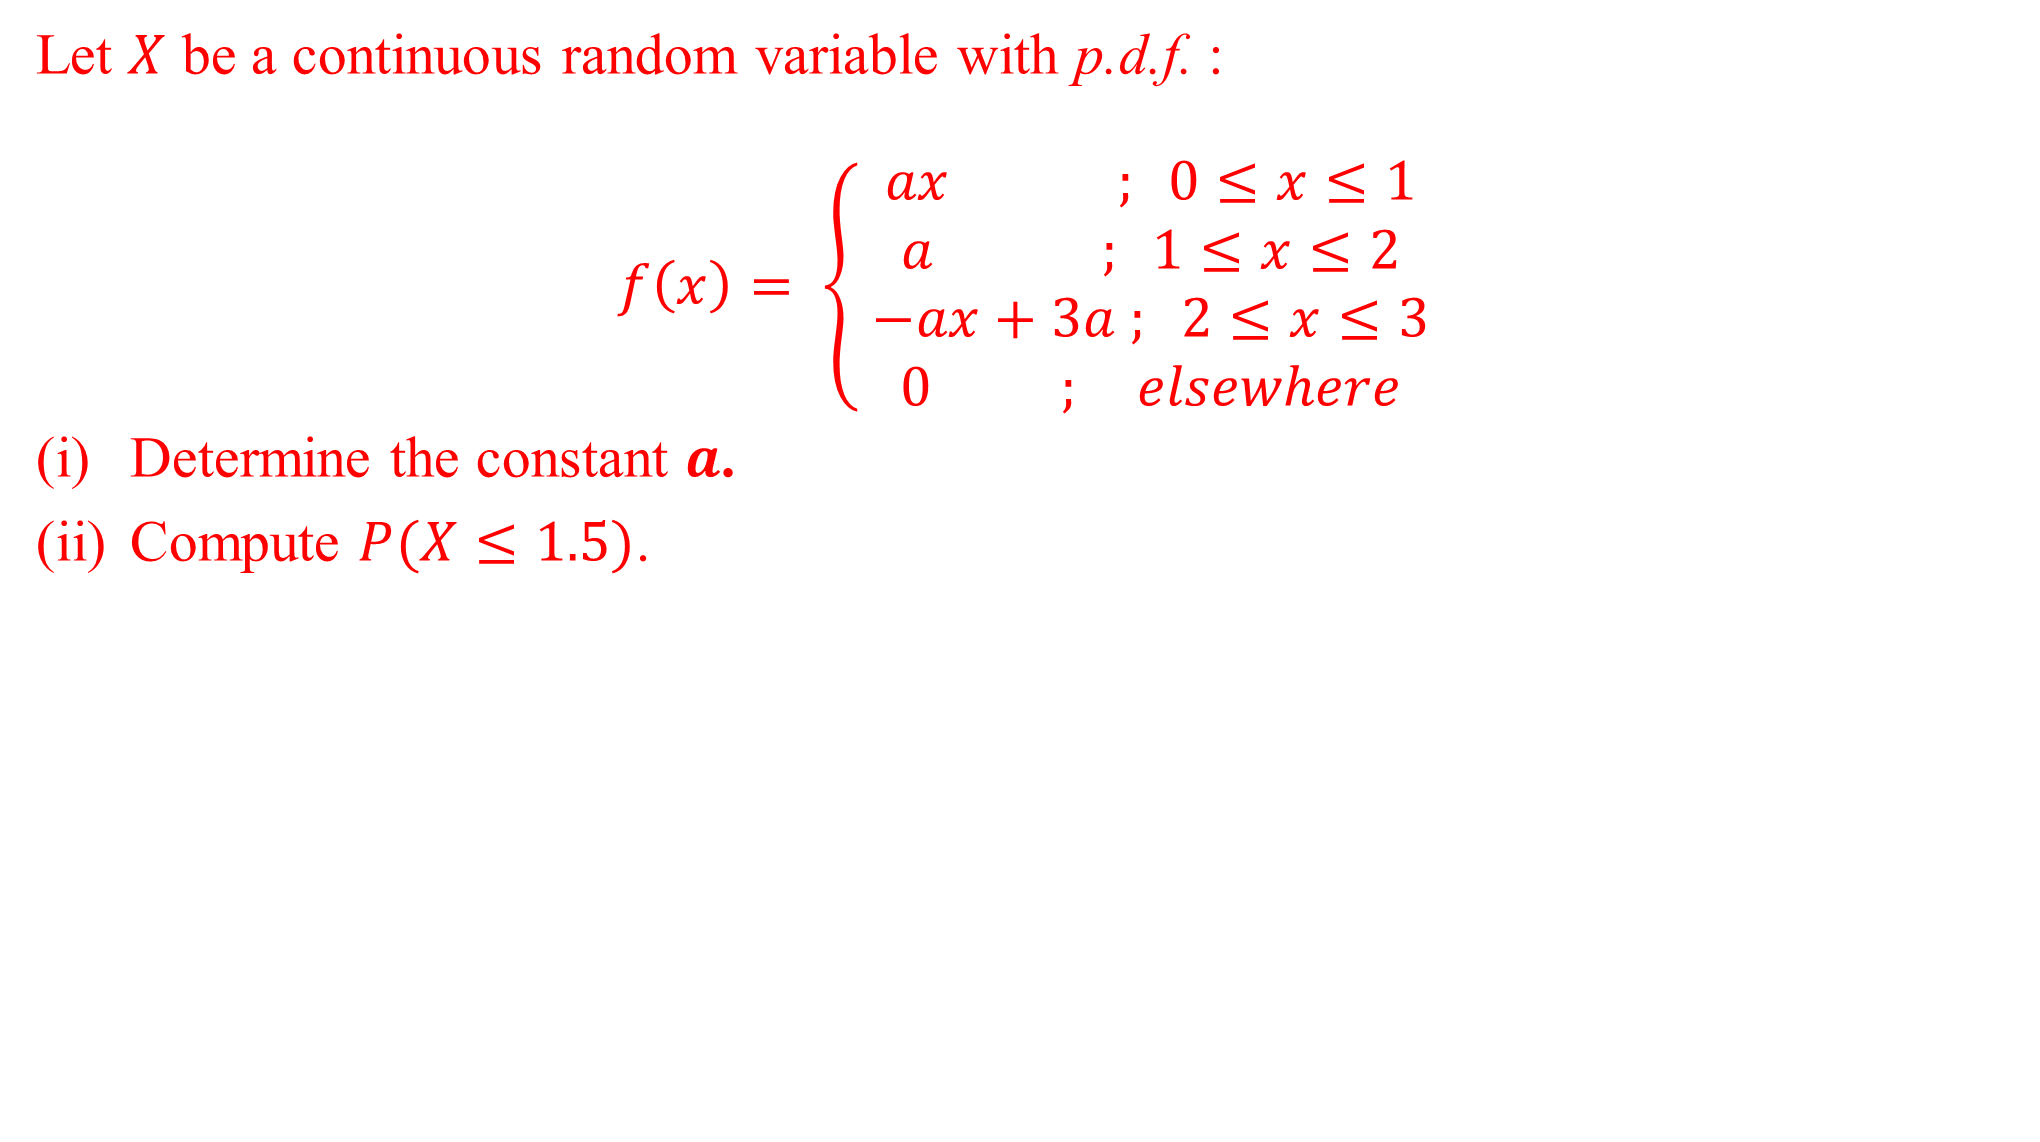 Let X be a continuous random variable with p.d.f. :
f(x) = { ax ; 0 ≤ x ≤ 1
a ; 1 ≤ x ≤ 2
−ax + 3a ; 2 ≤ x ≤ 3
0 ; elsewhere
(i) Determine the constant a.
(ii) Compute P(X ≤ 1.5).